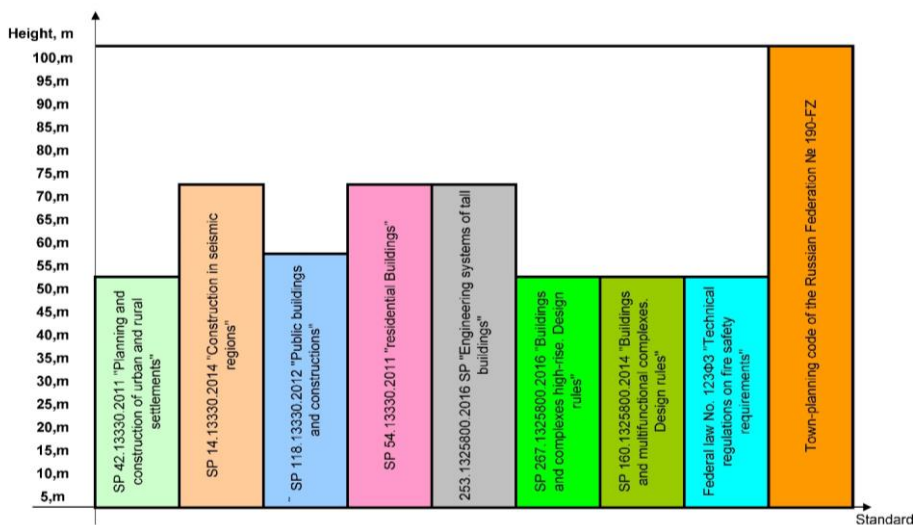 Height, m
100,m
95,m
90,m
85,m
80,m
75,m
70,m
65,m
60,m
55,m
50,m
45,m
40,m
35,m
30,m
25,m
20,m
15,m
10,m
5,m
SP 42.13330.2011 "Planning and
construction of urban and rural
settlements"
SP 14.13330.2014 "Construction in seismic
regions"
SP 118.13330.2012 "Public buildings
and constructions"
SP 54.13330.2011 "residential Buildings"
253.1325800.2016 SP "Engineering systems of tall
buildings"
SP 267.1325800.2016 "Buildings
and complexes high-rise. Design
rules"
SP 160.1325800.2014 "Buildings
and multifunctional complexes.
Design rules"
Federal law No. 123ФЗ "Technical
regulations on fire safety
requirements"
Town-planning code of the Russian Federation № 190-FZ
Standard